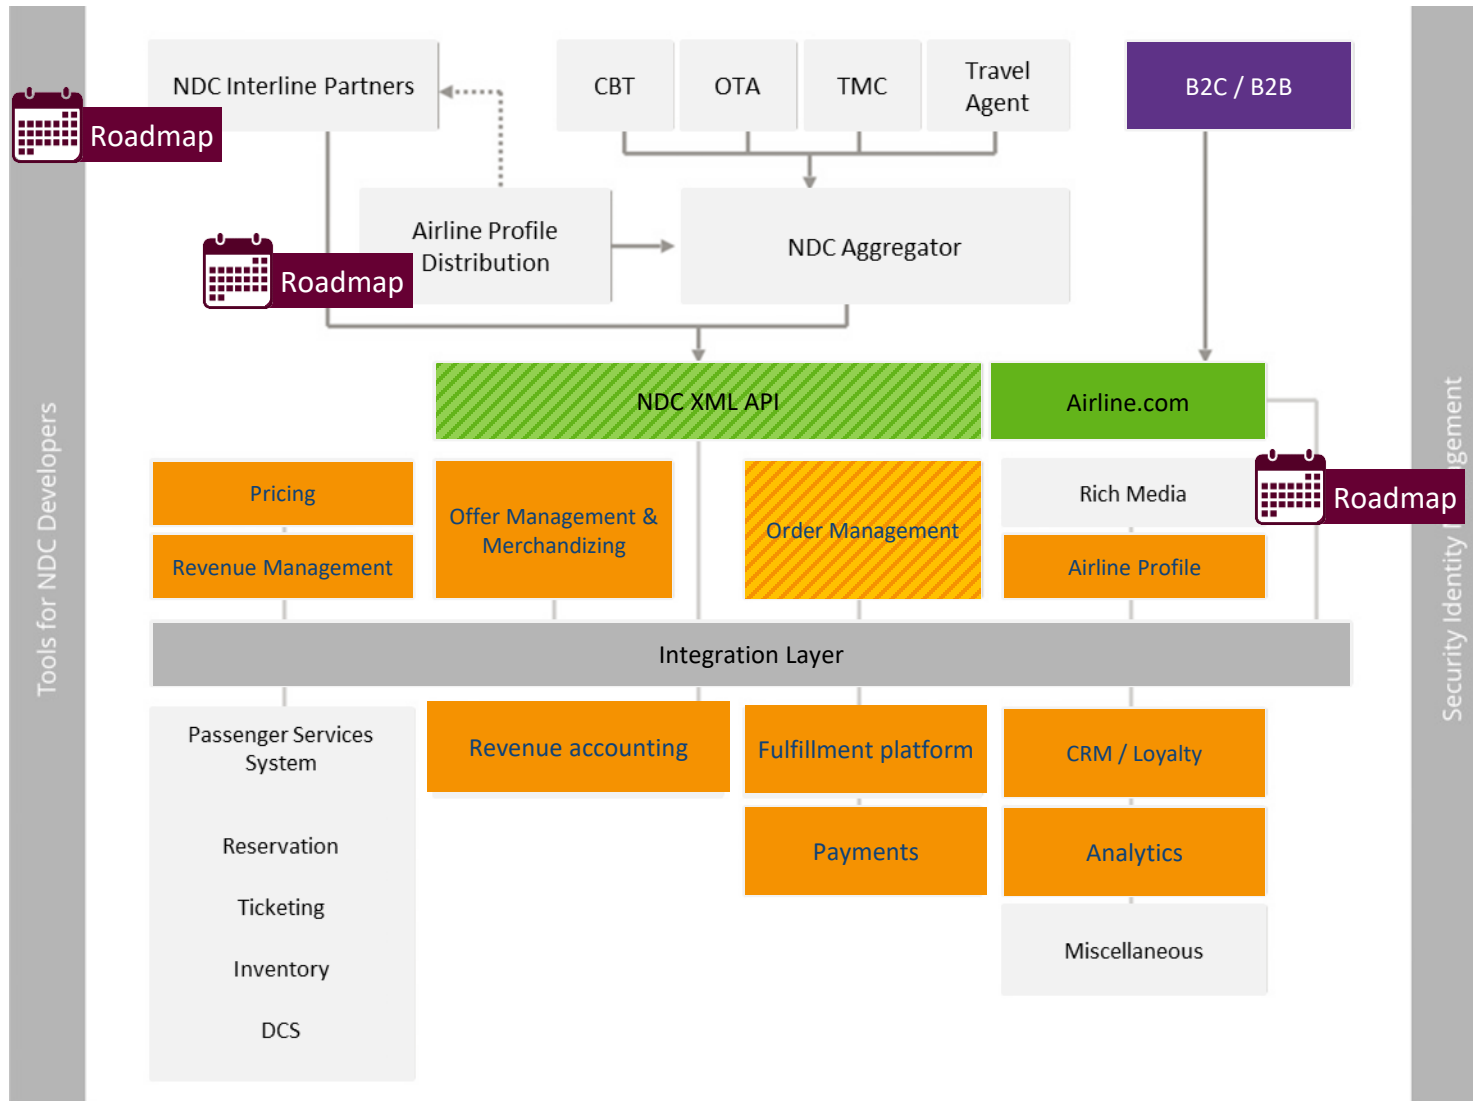 NDC Interline Partners
CBT
OTA
TMC
Travel
Agent
B2C / B2B
Roadmap
Airline Profile
Distribution
NDC Aggregator
Roadmap
NDC XML API
Airline.com
Pricing
Revenue Management
Offer Management &
Merchandizing
Order Management
Rich Media
Roadmap
Airline Profile
Integration Layer
Passenger Services
System
Reservation
Ticketing
Inventory
DCS
Revenue accounting
Fulfillment platform
Payments
CRM / Loyalty
Analytics
Miscellaneous
Tools for NDC Developers
Security Identity M gement